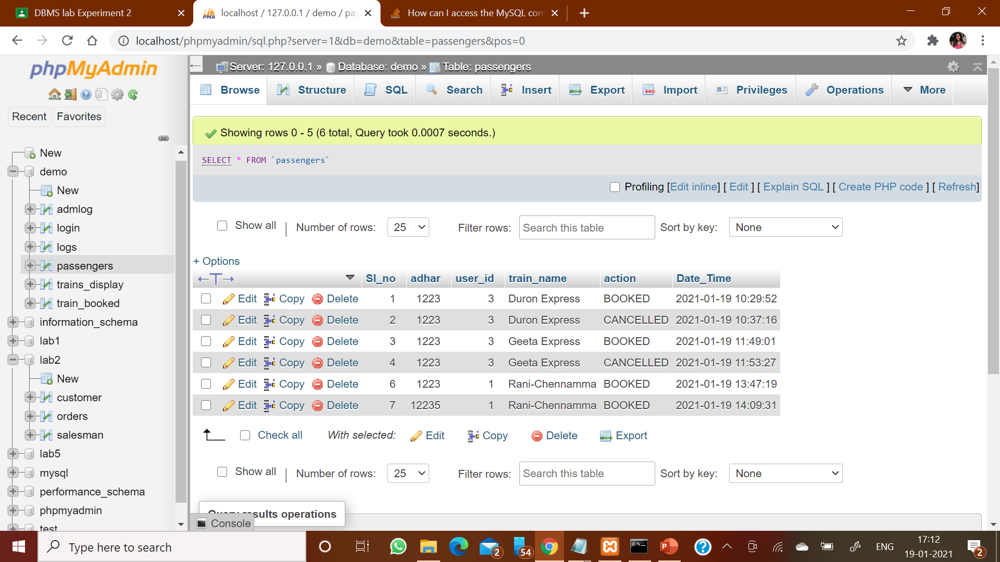 DBMS lab Experiment 2
localhost / 127.0.0.1 / demo / pas
How can I access the MySQL com
localhost/phpmyadmin/sql.php?server=1&db=demo&table=passengers&pos=0
phpMyAdmin
Recent Favorites
New
demo
New
admlog
login
logs
passengers
trains_display
train_booked
information_schema
lab1
lab2
New
customer
orders
salesman
lab5
mysql
performance_schema
phpmyadmin
test
Server: 127.0.0.1 » Database: demo » Table: passengers
Browse Structure SQL Search Insert Export Import Privileges Operations More
Showing rows 0 - 5 (6 total, Query took 0.0007 seconds.)
SELECT * FROM `passengers`
Profiling [Edit inline] [ Edit ] [ Explain SQL ] [ Create PHP code ] [ Refresh]
Show all | Number of rows: 25 Filter rows: Search this table Sort by key: None
+ Options
←T→ Sl_no adhar user_id train_name action Date_Time
Edit Copy Delete 1 1223 3 Duron Express BOOKED 2021-01-19 10:29:52
Edit Copy Delete 2 1223 3 Duron Express CANCELLED 2021-01-19 10:37:16
Edit Copy Delete 3 1223 3 Geeta Express BOOKED 2021-01-19 11:49:01
Edit Copy Delete 4 1223 3 Geeta Express CANCELLED 2021-01-19 11:53:27
Edit Copy Delete 6 1223 1 Rani-Chennamma BOOKED 2021-01-19 13:47:19
Edit Copy Delete 7 12235 1 Rani-Chennamma BOOKED 2021-01-19 14:09:31
Check all With selected: Edit Copy Delete Export
Show all | Number of rows: 25 Filter rows: Search this table Sort by key: None
Query results operations
Console
Type here to search
2
54
ENG
17:12
19-01-2021
2